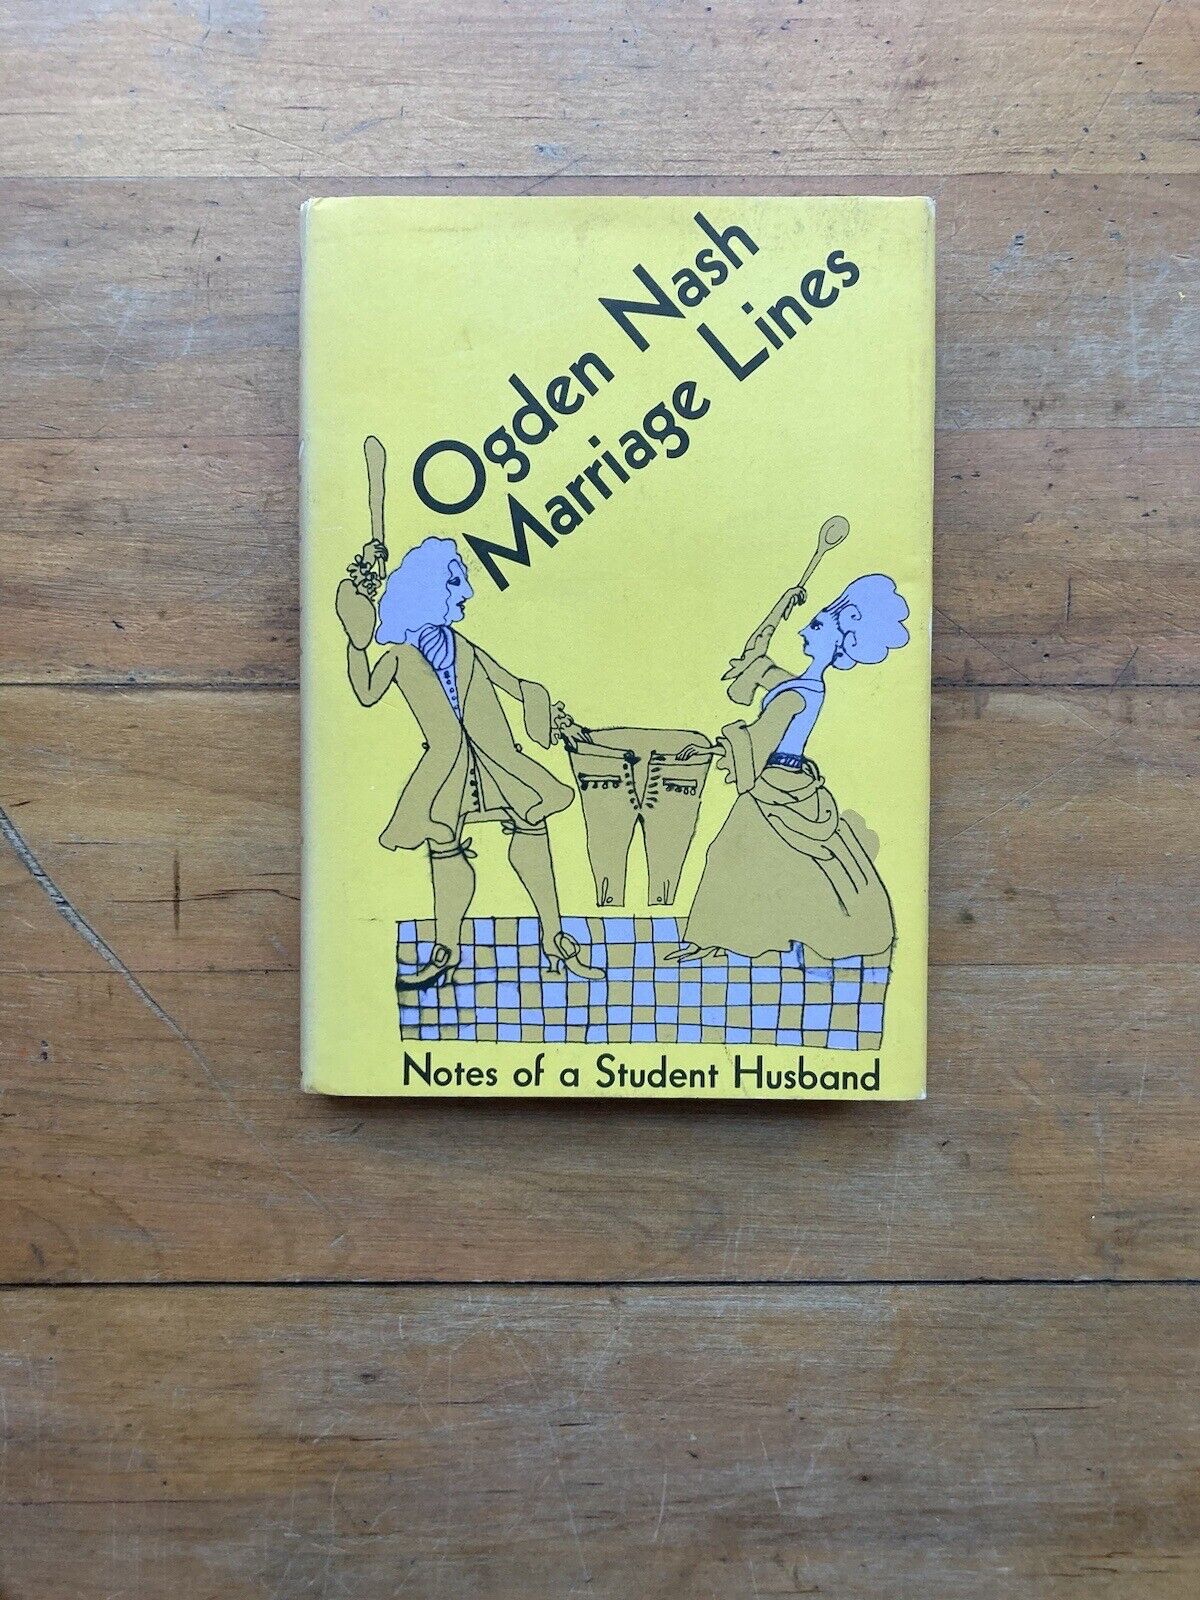 Ogden Nash
Marriage Lines
Notes of a Student Husband